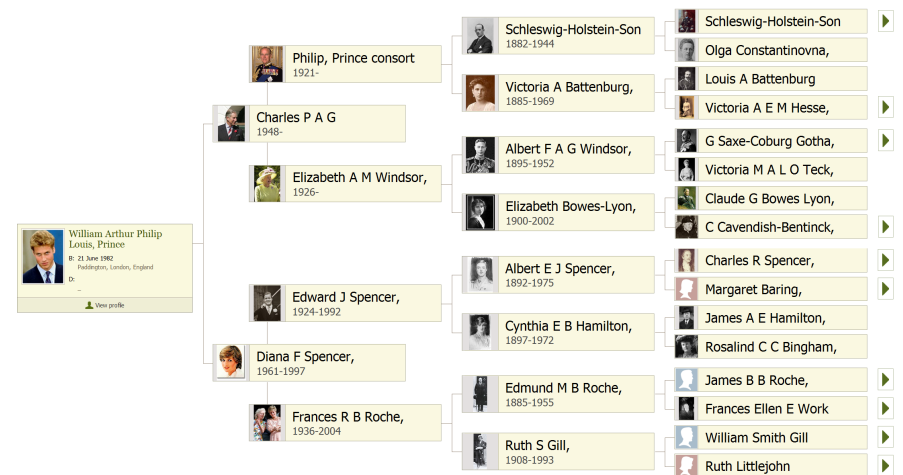 William Arthur Philip
Louis, Prince
B: 21 June 1982
Paddington, London, England
D:
–
View profile
Charles P A G
1948-
Diana F Spencer,
1961-1997
Philip, Prince consort
1921-
Elizabeth A M Windsor,
1926-
Edward J Spencer,
1924-1992
Frances R B Roche,
1936-2004
Schleswig-Holstein-Son
1882-1944
Victoria A Battenburg,
1885-1969
Albert F A G Windsor,
1895-1952
Elizabeth Bowes-Lyon,
1900-2002
Albert E J Spencer,
1892-1975
Cynthia E B Hamilton,
1897-1972
Edmund M B Roche,
1885-1955
Ruth S Gill,
1908-1993
Schleswig-Holstein-Son
Olga Constantinovna,
Louis A Battenburg
Victoria A E M Hesse,
G Saxe-Coburg Gotha,
Victoria M A L O Teck,
Claude G Bowes Lyon,
C Cavendish-Bentinck,
Charles R Spencer,
Margaret Baring,
James A E Hamilton,
Rosalind C C Bingham,
James B B Roche,
Frances Ellen E Work
William Smith Gill
Ruth Littlejohn